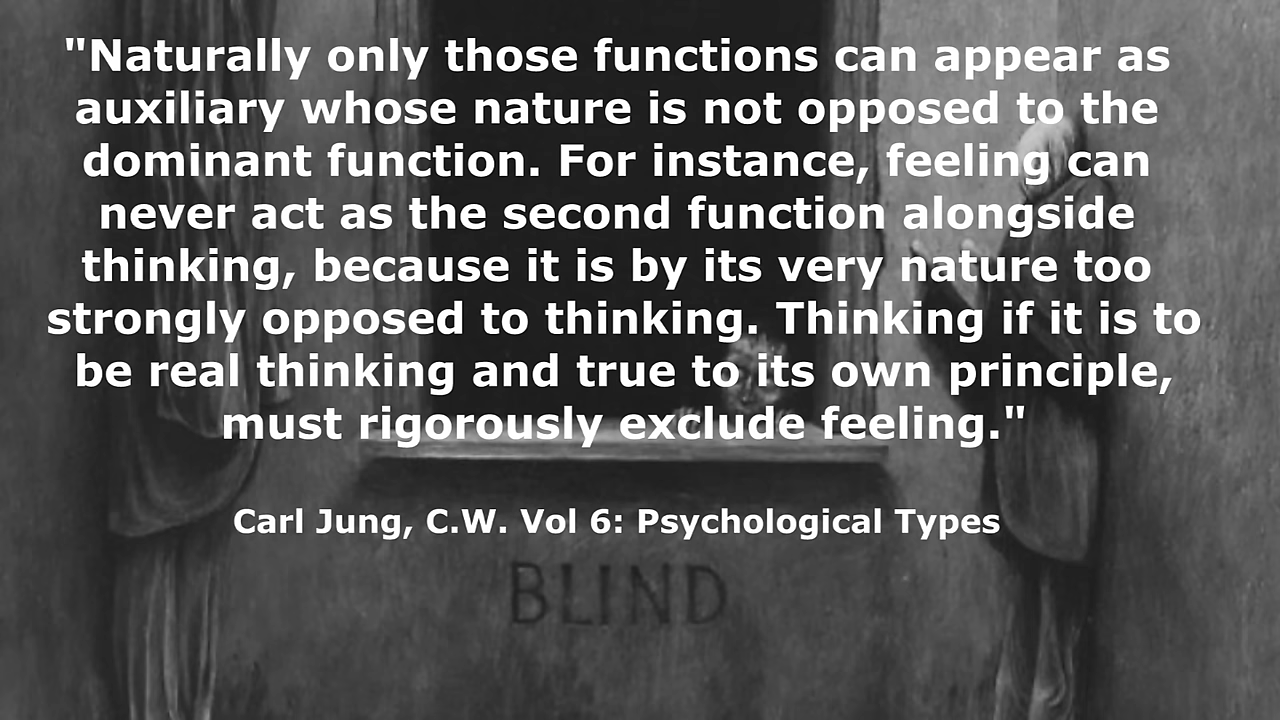 "Naturally only those functions can appear as
auxiliary whose nature is not opposed to the
dominant function. For instance, feeling can
never act as the second function alongside
thinking, because it is by its very nature too
strongly opposed to thinking. Thinking if it is to
be real thinking and true to its own principle,
must rigorously exclude feeling."
Carl Jung, C.W. Vol 6: Psychological Types
BLIND